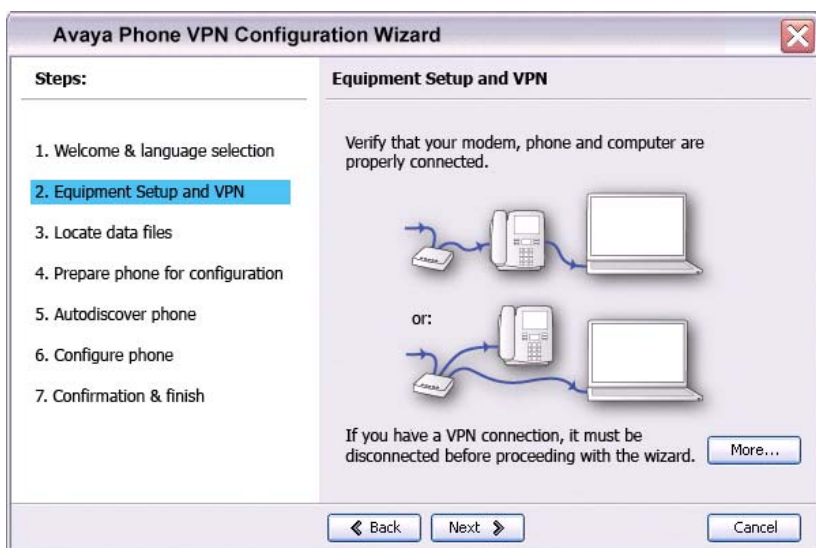 Avaya Phone VPN Configuration Wizard
Steps:
1. Welcome & language selection
2. Equipment Setup and VPN
3. Locate data files
4. Prepare phone for configuration
5. Autodiscover phone
6. Configure phone
7. Confirmation & finish
Equipment Setup and VPN
Verify that your modem, phone and computer are
properly connected.
or:
If you have a VPN connection, it must be
disconnected before proceeding with the wizard.
More...
Back
Next
Cancel